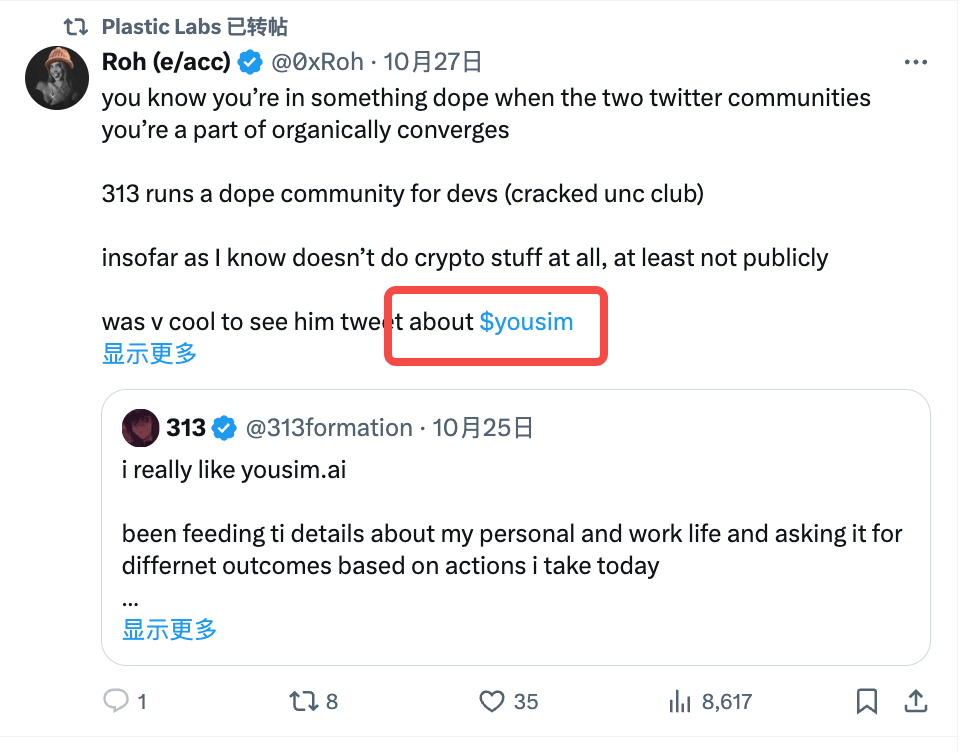 Plastic Labs 已转帖
Roh (e/acc) @0xRoh · 10月27日
you know you’re in something dope when the two twitter communities
you’re a part of organically converges
313 runs a dope community for devs (cracked unc club)
insofar as I know doesn’t do crypto stuff at all, at least not publicly
was v cool to see him tweet about $yousim
显示更多
313 @313formation · 10月25日
i really like yousim.ai
been feeding ti details about my personal and work life and asking it for
differnet outcomes based on actions i take today
...
显示更多
1 8 35 8,617